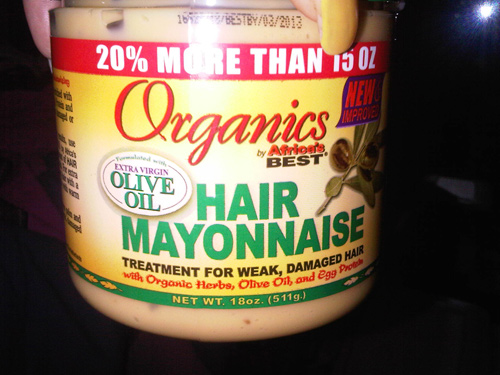 BESTBY/03/2013
20% MORE THAN 15 OZ
NEW &
IMPROVED
Organics
by Africa's
BEST®
Formulated with
EXTRA VIRGIN
OLIVE
OIL
HAIR
MAYONNAISE
TREATMENT FOR WEAK, DAMAGED HAIR
with Organic Herbs, Olive Oil, and Egg Protein
NET WT. 18oz. (511g.)